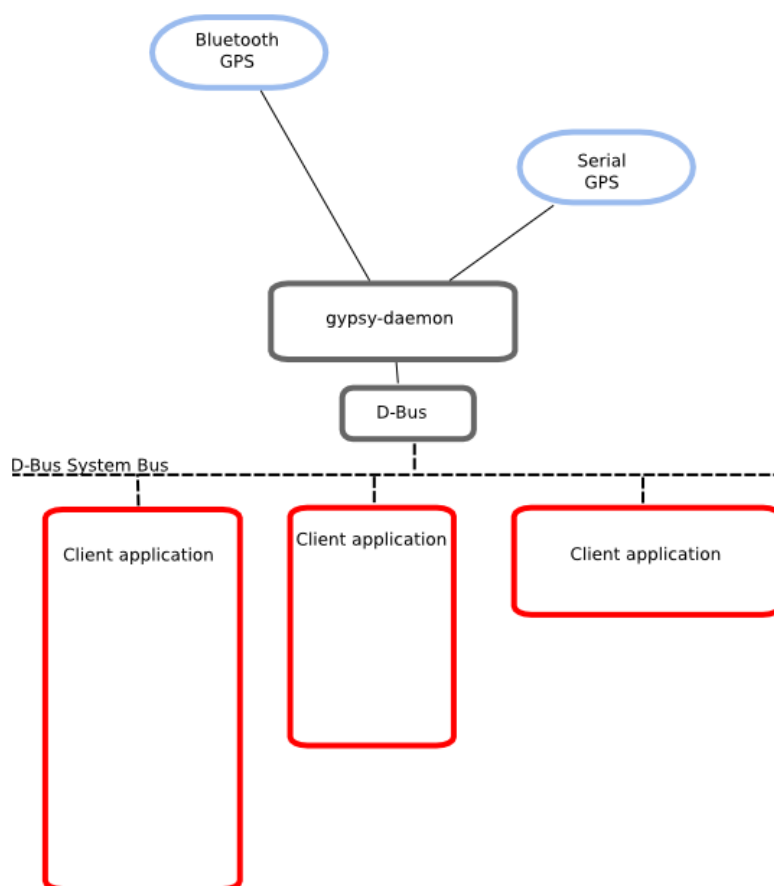 Bluetooth
GPS
Serial
GPS
gypsy-daemon
D-Bus
D-Bus System Bus
Client application
Client application
Client application